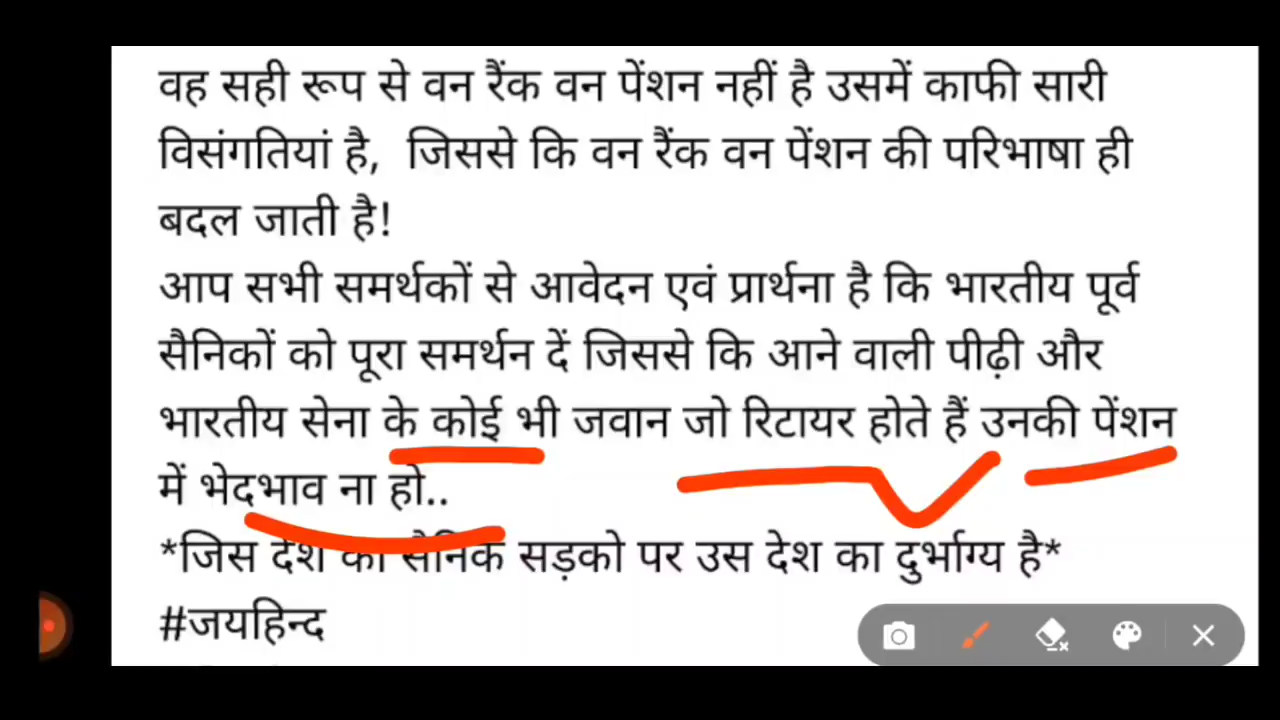 वह सही रूप से वन रैंक वन पेंशन नहीं है उसमें काफी सारी
विसंगतियां है, जिससे कि वन रैंक वन पेंशन की परिभाषा ही
बदल जाती है!
आप सभी समर्थकों से आवेदन एवं प्रार्थना है कि भारतीय पूर्व
सैनिकों को पूरा समर्थन दें जिससे कि आने वाली पीढ़ी और
भारतीय सेना के कोई भी जवान जो रिटायर होते हैं उनकी पेंशन
में भेदभाव ना हो..
*जिस देश का सैनिक सड़को पर उस देश का दुर्भाग्य है*
#जयहिन्द